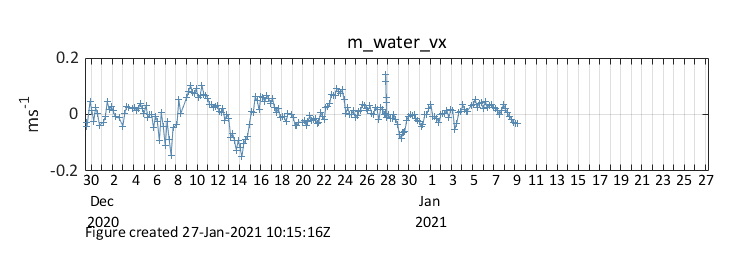 m_water_vx
0.2
0
-0.2
ms-1
30 2 4 6 8 10 12 14 16 18 20 22 24 26 28 30 1 3 5 7 9 11 13 15 17 19 21 23 25 27
Dec Jan
2020 2021
Figure created 27-Jan-2021 10:15:16Z